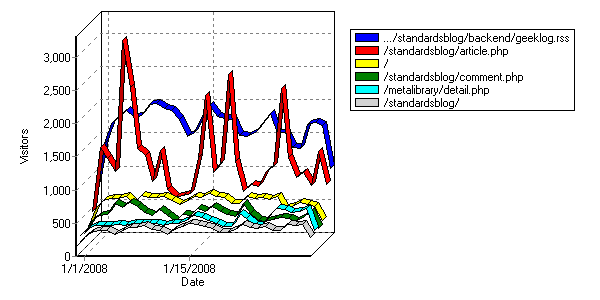 .../standardsblog/backend/geeklog.rss
/standardsblog/article.php
/
/standardsblog/comment.php
/metalibrary/detail.php
/standardsblog/
Visitors
3,000
2,500
2,000
1,500
1,000
500
0
1/1/2008
1/15/2008
Date